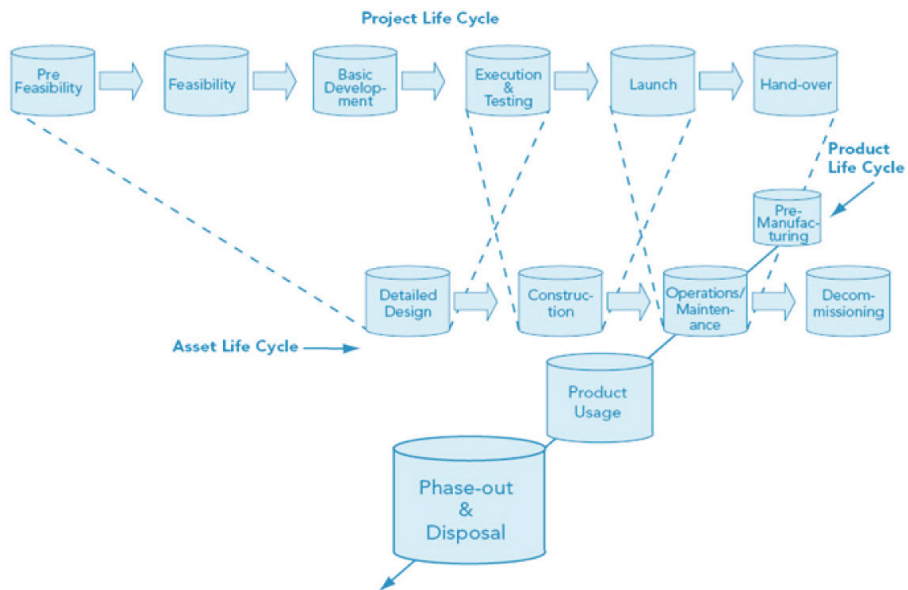 Project Life Cycle
Pre
Feasibility
Feasibility
Basic
Develop-
ment
Execution
&
Testing
Launch
Hand-over
Product
Life Cycle
Pre-
Manufac-
turing
Detailed
Design
Construc-
tion
Operations/
Mainten-
ance
Decom-
missioning
Asset Life Cycle
Product
Usage
Phase-out
&
Disposal